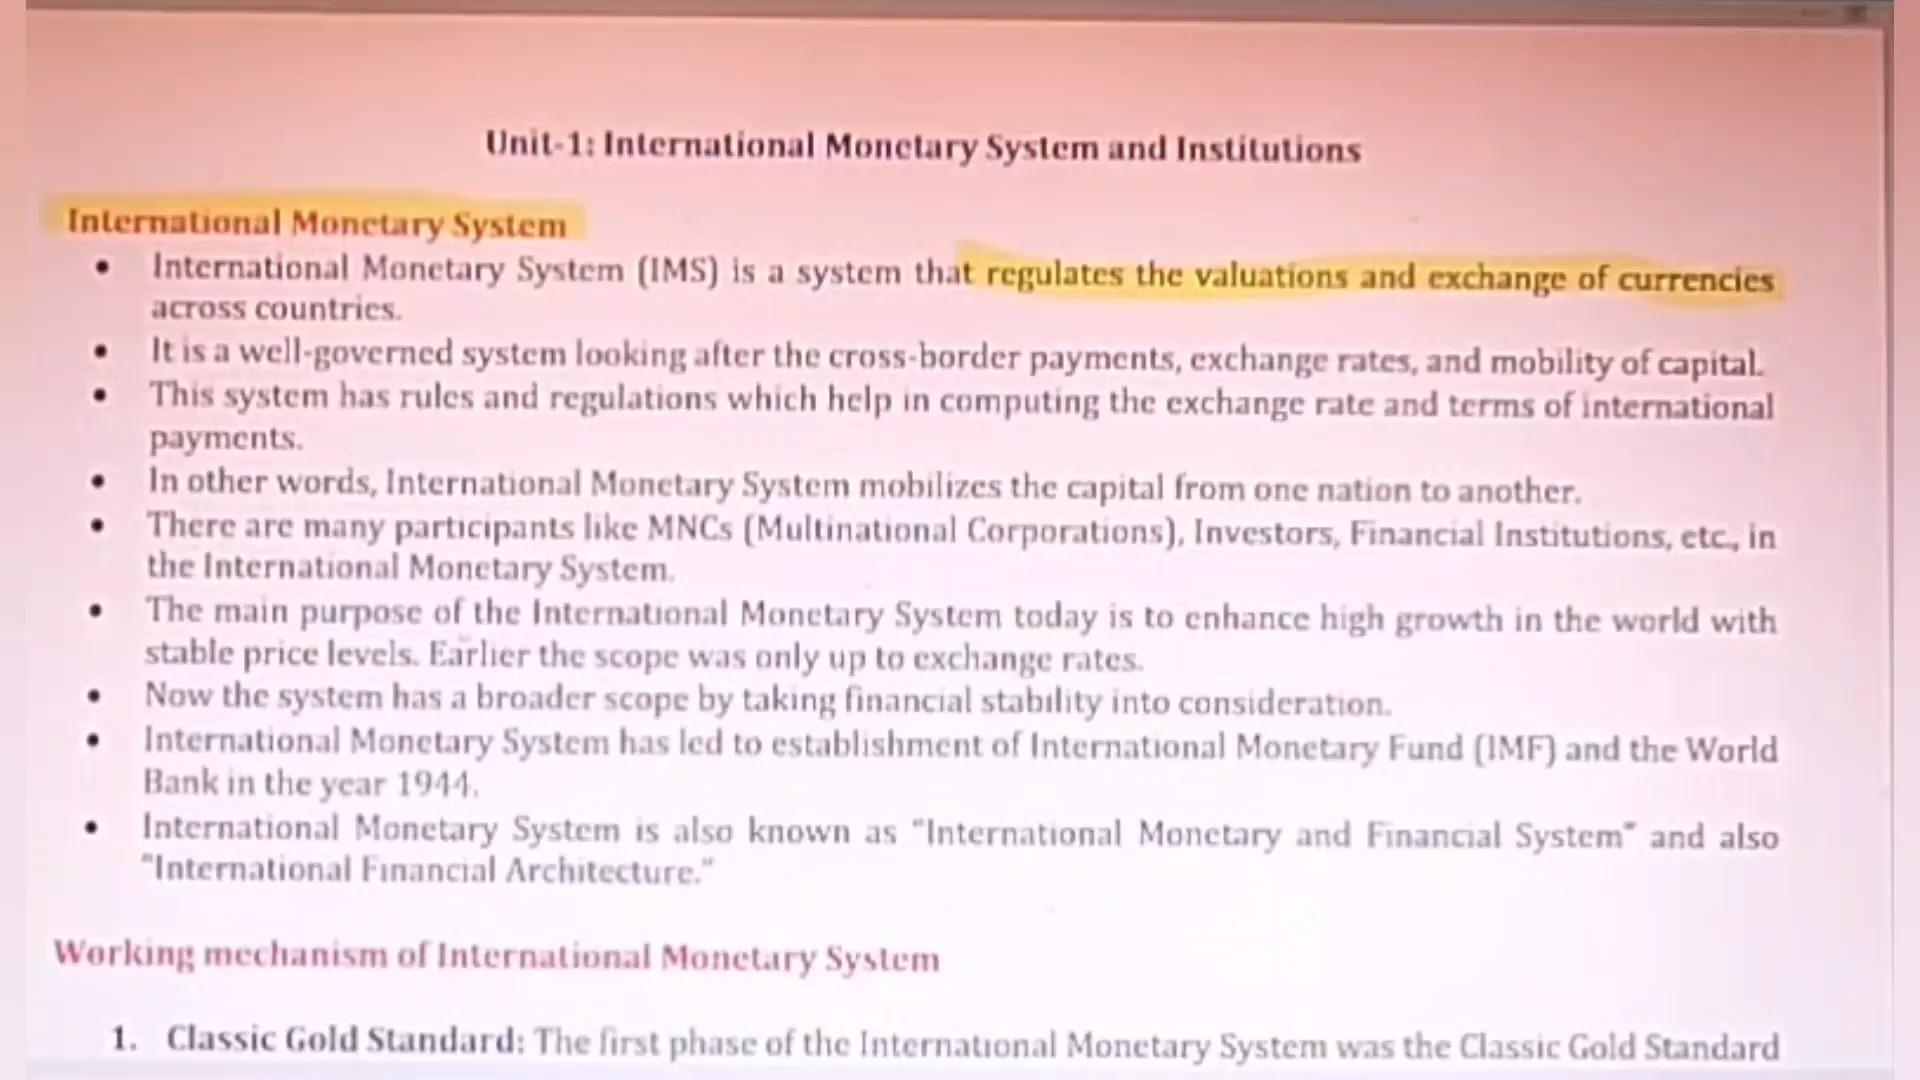 Unit-1: International Monetary System and Institutions
International Monetary System
• International Monetary System (IMS) is a system that regulates the valuations and exchange of currencies
across countries.
• It is a well-governed system looking after the cross-border payments, exchange rates, and mobility of capital.
• This system has rules and regulations which help in computing the exchange rate and terms of international
payments.
• In other words, International Monetary System mobilizes the capital from one nation to another.
• There are many participants like MNCs (Multinational Corporations), Investors, Financial Institutions, etc., in
the International Monetary System.
• The main purpose of the International Monetary System today is to enhance high growth in the world with
stable price levels. Earlier the scope was only up to exchange rates.
• Now the system has a broader scope by taking financial stability into consideration.
• International Monetary System has led to establishment of International Monetary Fund (IMF) and the World
Bank in the year 1944.
• International Monetary System is also known as "International Monetary and Financial System" and also
"International Financial Architecture."
Working mechanism of International Monetary System
1. Classic Gold Standard: The first phase of the International Monetary System was the Classic Gold Standard